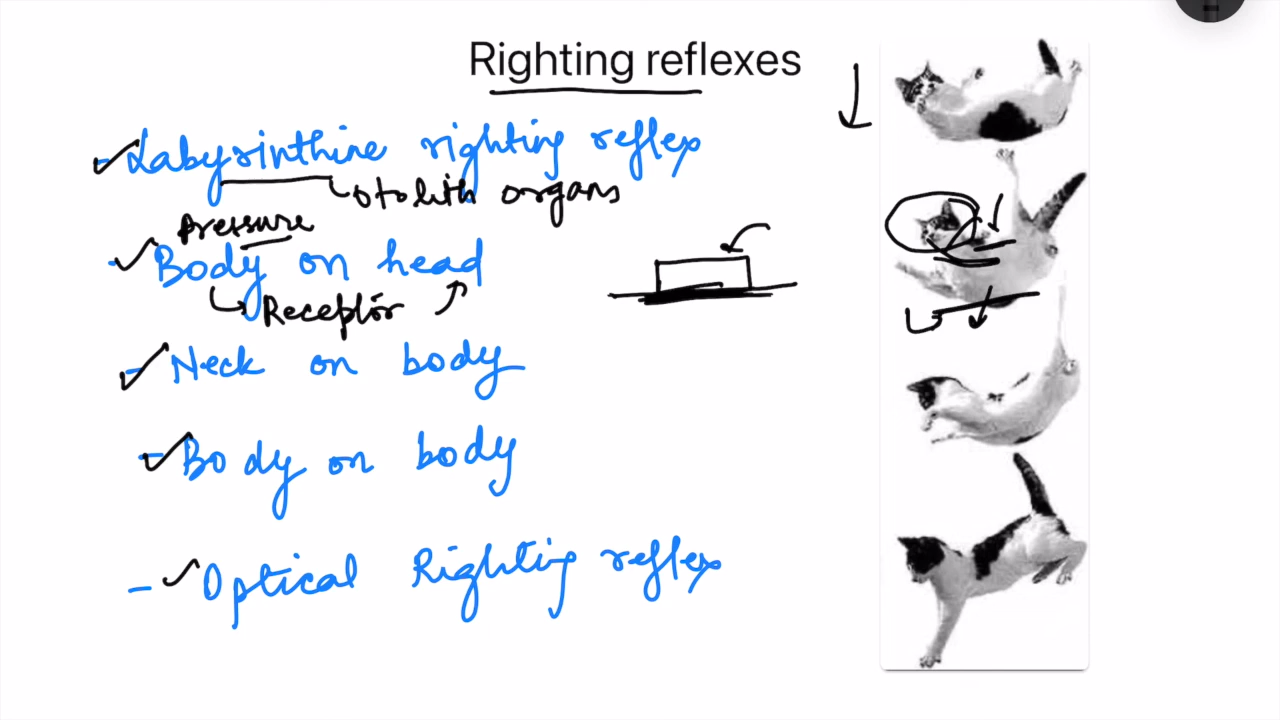 Righting reflexes
- Labyrinthine righting reflex
otolith organs
Pressure
- Body on head
Receptor
- Neck on body
- Body on body
- Optical Righting reflex